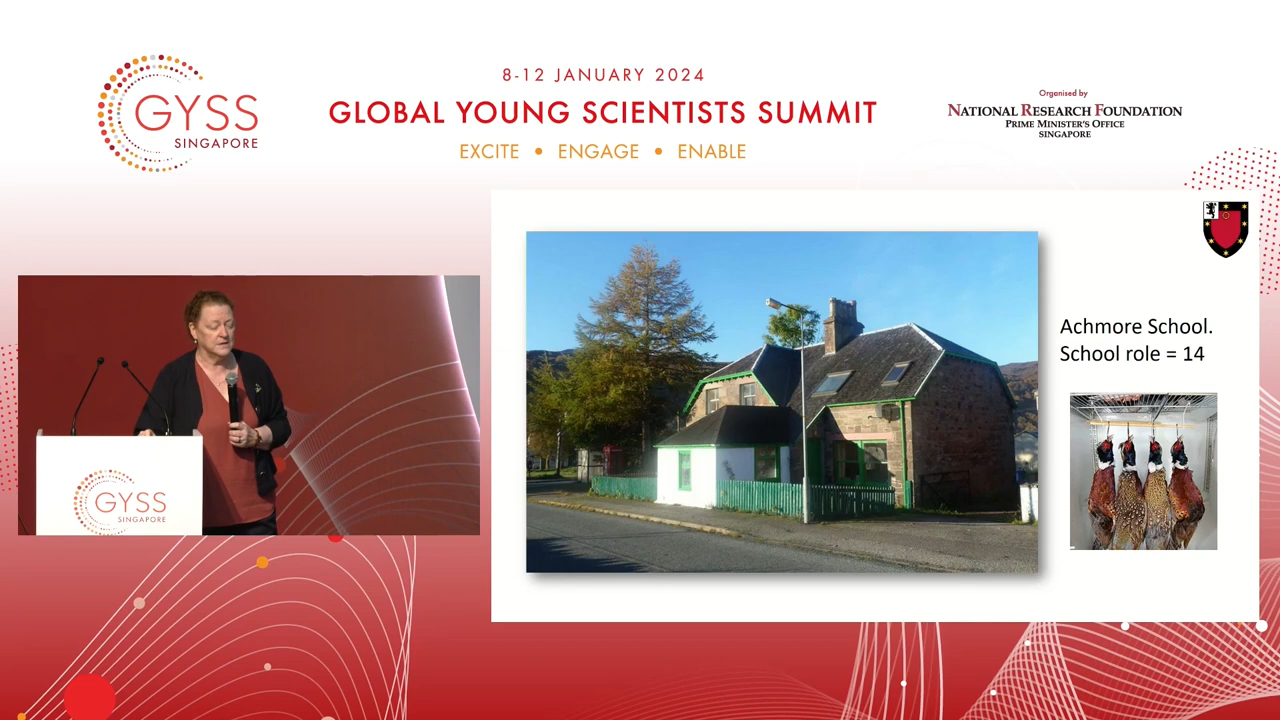 GYSS
SINGAPORE
8-12 JANUARY 2024
GLOBAL YOUNG SCIENTISTS SUMMIT
EXCITE • ENGAGE • ENABLE
Organised by
NATIONAL RESEARCH FOUNDATION
PRIME MINISTER'S OFFICE
SINGAPORE
Achmore School.
School role = 14
GYSS
SINGAPORE